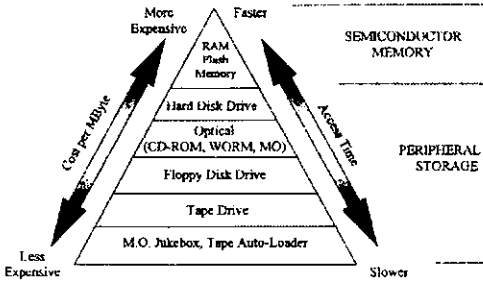 More
Expensive
Faster
SEMICONDUCTOR
MEMORY
RAM
Flash
Memory
Hard Disk Drive
Cost per MByte
Access Time
Optical
(CD-ROM, WORM, MO)
PERIPHERAL
STORAGE
Floppy Disk Drive
Tape Drive
M.O. Jukebox, Tape Auto-Loader
Less
Expensive
Slower